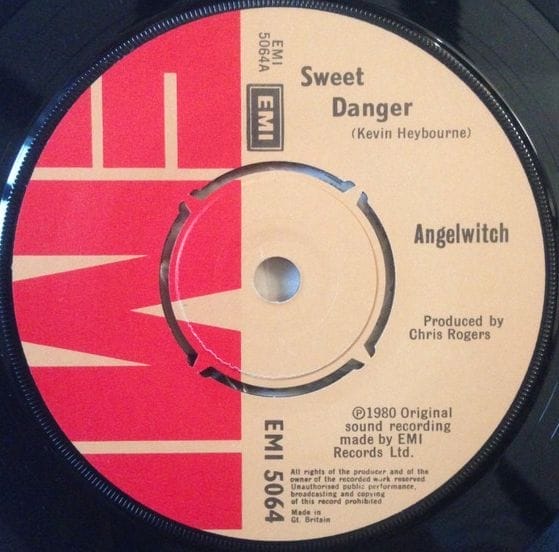 EMI
5064A
EMI
Sweet
Danger
(Kevin Heybourne)
Angelwitch
Produced by
Chris Rogers
℗1980 Original
sound recording
made by EMI
Records Ltd.
EMI 5064
All rights of the producer and of the
owner of the recorded work reserved.
Unauthorised public performance,
broadcasting and copying
of this record prohibited
Made in
Gt. Britain
EMI